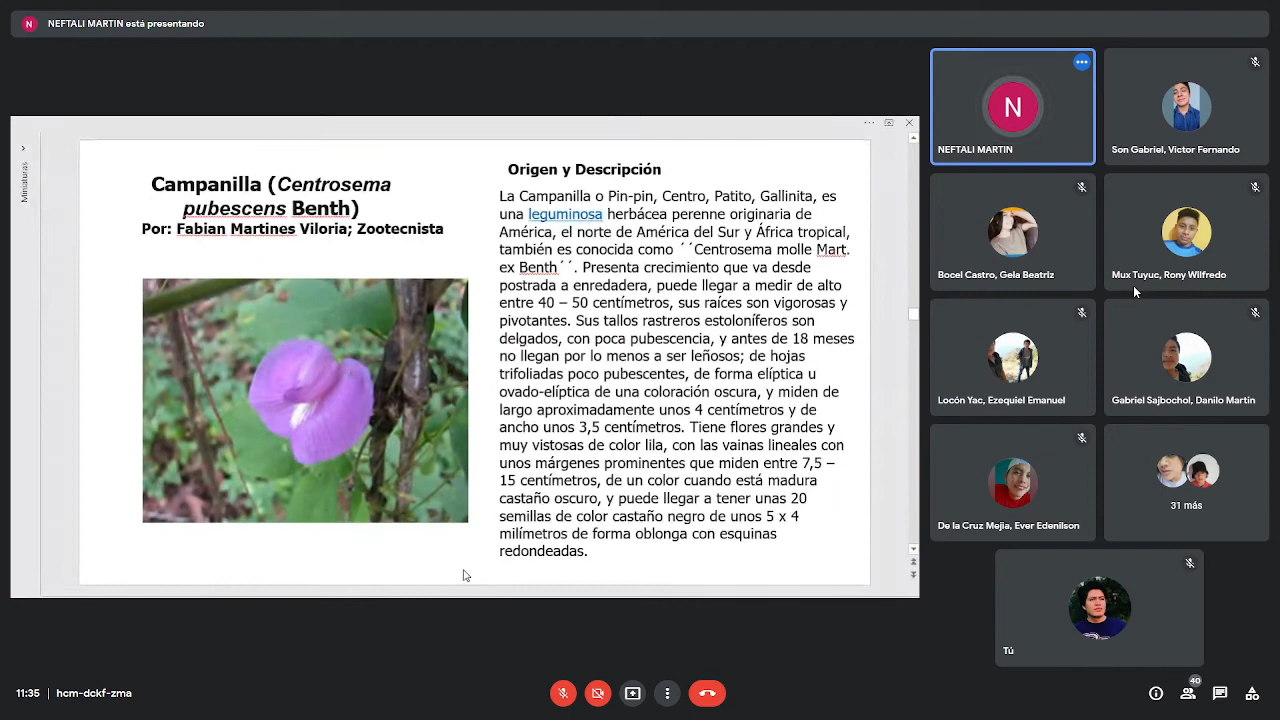 N NEFTALI MARTIN está presentando
Miniaturas
Campanilla (Centrosema
pubescens Benth)
Por: Fabian Martines Viloria; Zootecnista
Origen y Descripción
La Campanilla o Pin-pin, Centro, Patito, Gallinita, es
una leguminosa herbácea perenne originaria de
América, el norte de América del Sur y África tropical,
también es conocida como ´´Centrosema molle Mart.
ex Benth´´. Presenta crecimiento que va desde
postrada a enredadera, puede llegar a medir de alto
entre 40 – 50 centímetros, sus raíces son vigorosas y
pivotantes. Sus tallos rastreros estoloníferos son
delgados, con poca pubescencia, y antes de 18 meses
no llegan por lo menos a ser leñosos; de hojas
trifoliadas poco pubescentes, de forma elíptica u
ovado-elíptica de una coloración oscura, y miden de
largo aproximadamente unos 4 centímetros y de
ancho unos 3,5 centímetros. Tiene flores grandes y
muy vistosas de color lila, con las vainas lineales con
unos márgenes prominentes que miden entre 7,5 –
15 centímetros, de un color cuando está madura
castaño oscuro, y puede llegar a tener unas 20
semillas de color castaño negro de unos 5 x 4
milímetros de forma oblonga con esquinas
redondeadas.
N
NEFTALI MARTIN
Son Gabriel, Victor Fernando
Bocel Castro, Gela Beatriz
Mux Tuyuc, Rony Wilfredo
Locón Yac, Ezequiel Emanuel
Gabriel Sajbochol, Danilo Martin
De la Cruz Mejia, Ever Edenilson
31 más
Tú
11:35 | hcm-dckf-zma
40